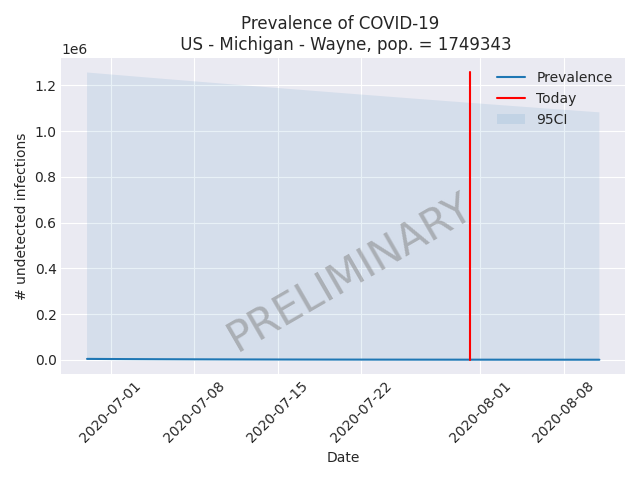 Prevalence of COVID-19
US - Michigan - Wayne, pop. = 1749343
1e6
Prevalence
Today
95CI
1.2
1.0
0.8
0.6
0.4
0.2
0.0
# undetected infections
PRELIMINARY
2020-07-01
2020-07-08
2020-07-15
2020-07-22
2020-08-01
2020-08-08
Date